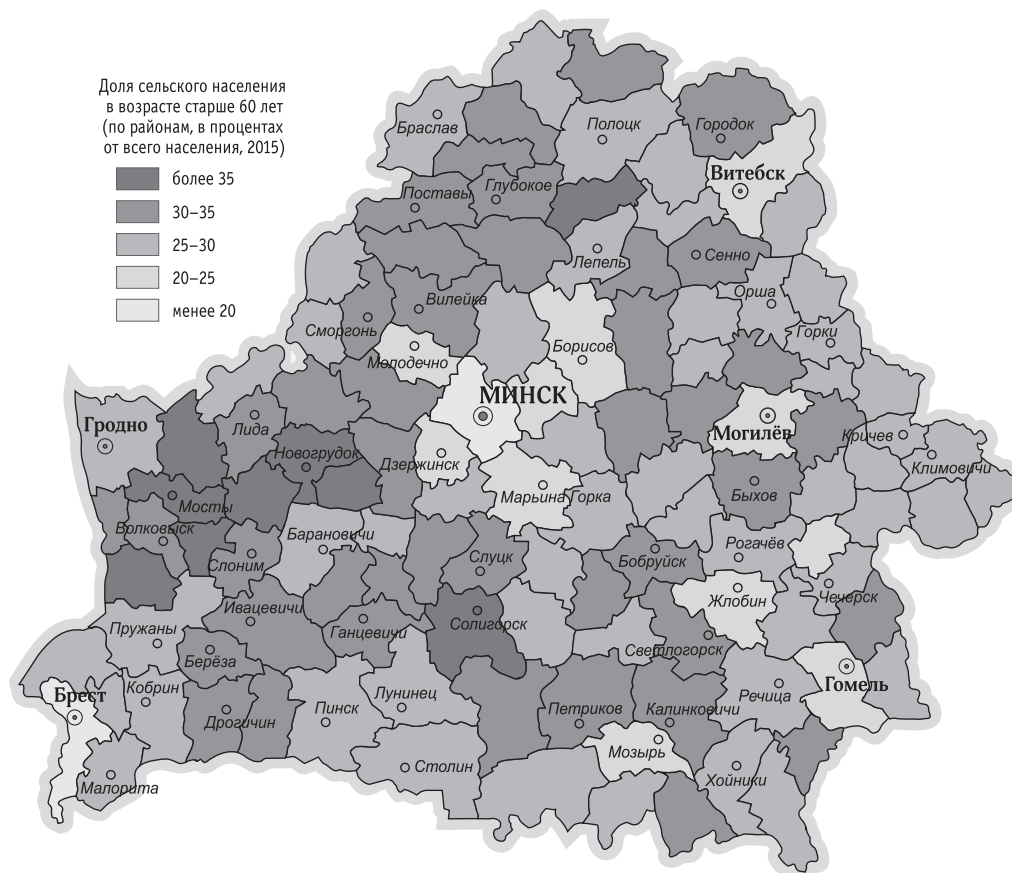 Доля сельского населения
в возрасте старше 60 лет
(по районам, в процентах
от всего населения, 2015)
более 35
30–35
25–30
20–25
менее 20
Браслав
Полоцк
Городок
Витебск
Поставы
Глубокое
Лепель
Сенно
Орша
Вилейка
Сморгонь
Горки
Борисов
Молодечно
МИНСК
Гродно
Лида
Могилёв
Кричев
Новогрудок
Дзержинск
Климовичи
Марьина Горка
Быхов
Мосты
Волковыск
Барановичи
Рогачёв
Слуцк
Бобруйск
Слоним
Чечерск
Жлобин
Ивацевичи
Солигорск
Пружаны
Ганцевичи
Светлогорск
Берёза
Гомель
Брест
Кобрин
Лунинец
Речица
Пинск
Петриков
Калинковичи
Дрогичин
Мозырь
Столин
Хойники
Малорита